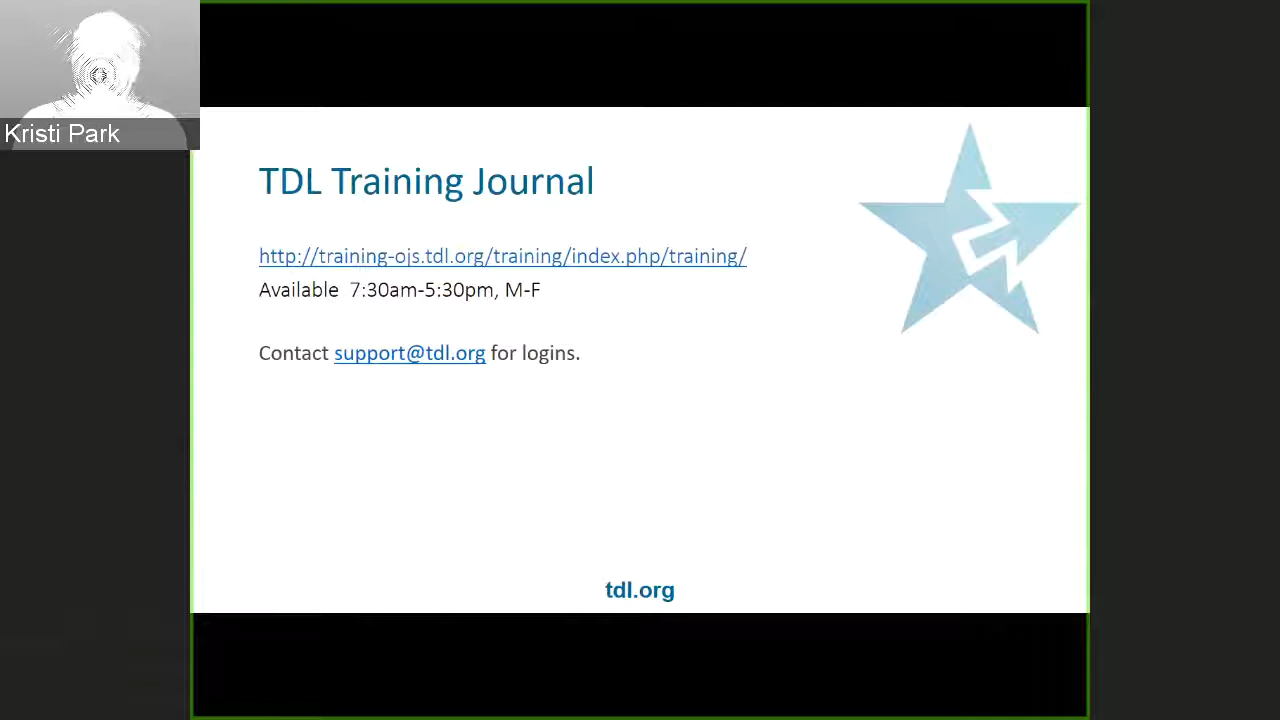 Kristi Park
TDL Training Journal
http://training-ojs.tdl.org/training/index.php/training/
Available 7:30am-5:30pm, M-F
Contact support@tdl.org for logins.
tdl.org